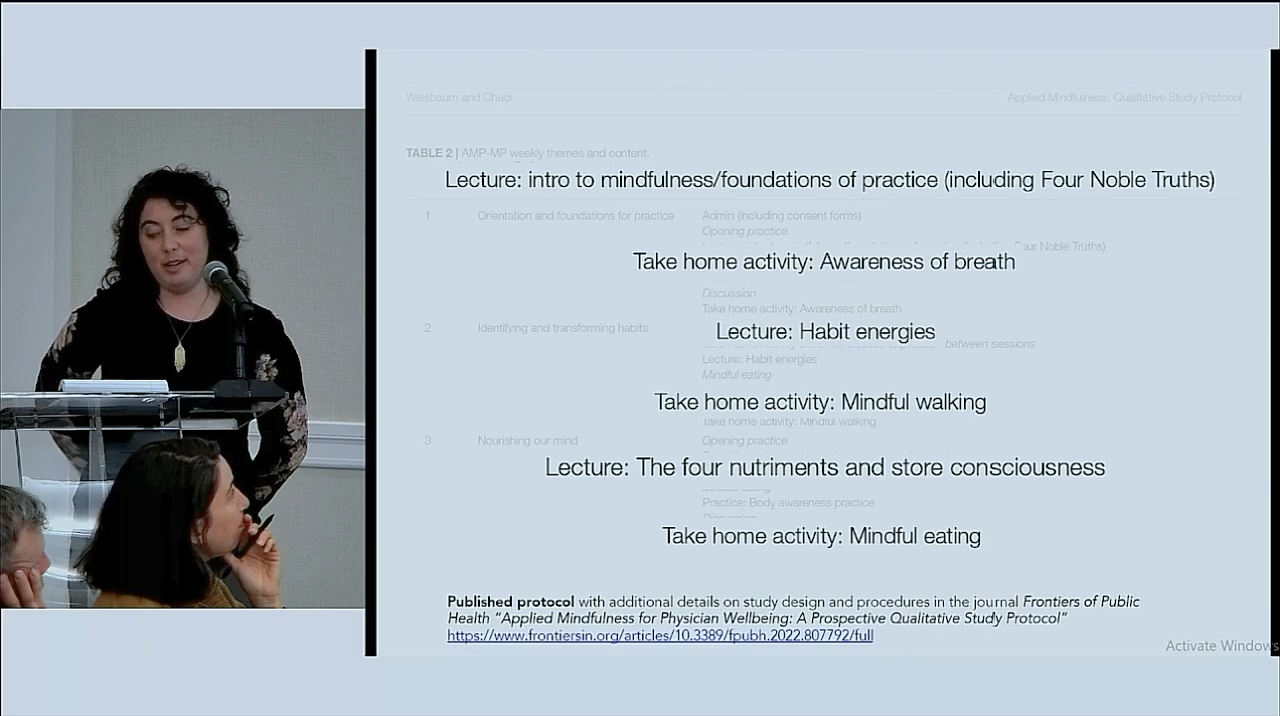 Weisbaum and Chadi
Applied Mindfulness: Qualitative Study Protocol
TABLE 2 | AMP-MP weekly themes and content.
Lecture: intro to mindfulness/foundations of practice (including Four Noble Truths)
1 Orientation and foundations for practice Admin (including consent forms)
Opening practice
Four Noble Truths)
Take home activity: Awareness of breath
Discussion
Take home activity: Awareness of breath
2 Identifying and transforming habits
Lecture: Habit energies
between sessions
Lecture: Habit energies
Mindful eating
Take home activity: Mindful walking
Take home activity: Mindful walking
3 Nourishing our mind Opening practice
Lecture: The four nutriments and store consciousness
Practice: Body awareness practice
Discussion
Take home activity: Mindful eating
Published protocol with additional details on study design and procedures in the journal Frontiers of Public
Health “Applied Mindfulness for Physician Wellbeing: A Prospective Qualitative Study Protocol”
https://www.frontiersin.org/articles/10.3389/fpubh.2022.807792/full
Activate Windows